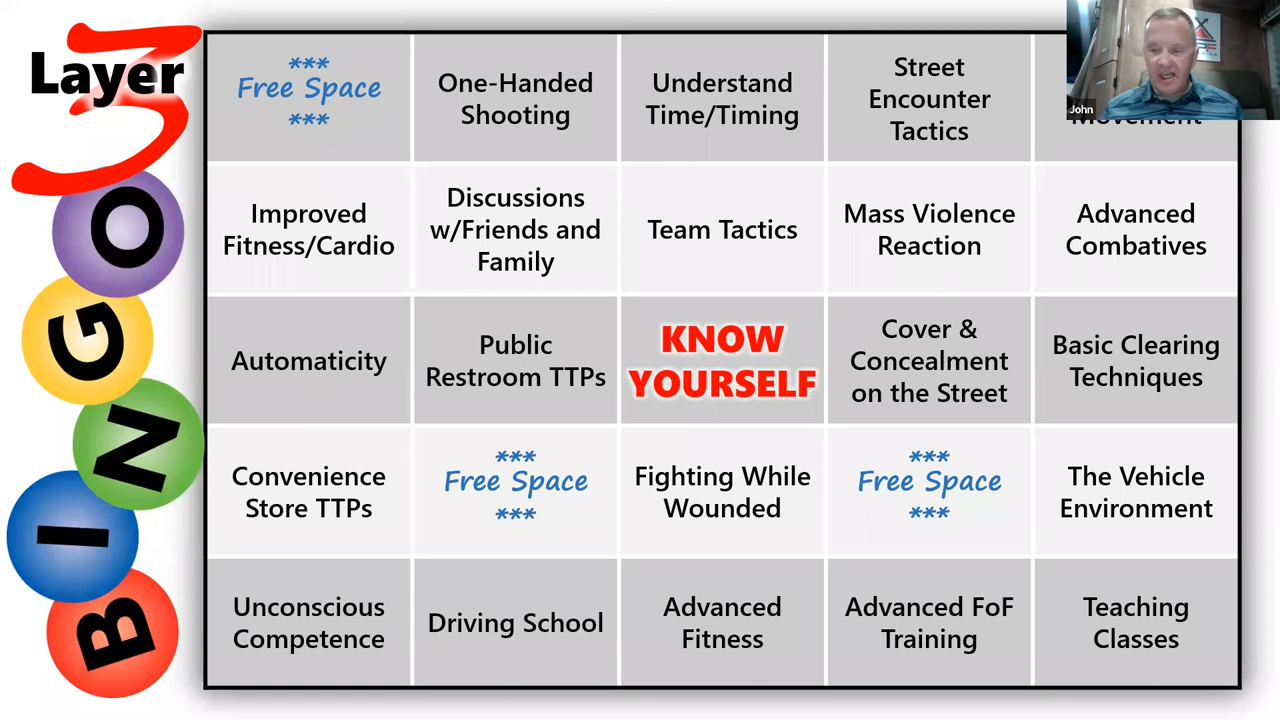 Layer
3
***
Free Space
***
One-Handed
Shooting
Understand
Time/Timing
Street
Encounter
Tactics
Movement
John
Improved
Fitness/Cardio
Discussions
w/Friends and
Family
Team Tactics
Mass Violence
Reaction
Advanced
Combatives
Automaticity
Public
Restroom TTPs
KNOW
YOURSELF
Cover &
Concealment
on the Street
Basic Clearing
Techniques
Convenience
Store TTPs
***
Free Space
***
Fighting While
Wounded
***
Free Space
***
The Vehicle
Environment
Unconscious
Competence
Driving School
Advanced
Fitness
Advanced FoF
Training
Teaching
Classes
BINGO